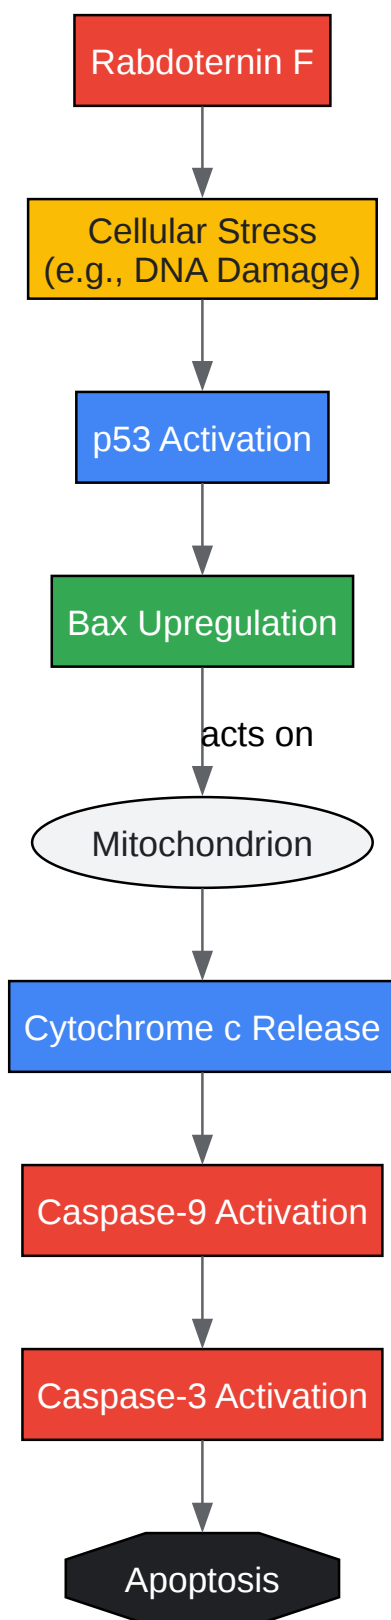 Rabdoternin F
Cellular Stress
(e.g., DNA Damage)
p53 Activation
Bax Upregulation
acts on
Mitochondrion
Cytochrome c Release
Caspase-9 Activation
Caspase-3 Activation
Apoptosis